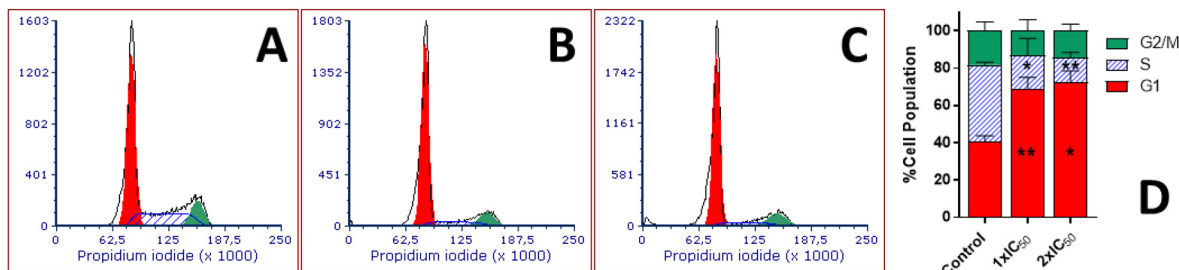 1603
1202
802
401
0
0
62,5
125
187,5
250
Propidium iodide (x 1000)
A
1803
1352
902
451
0
0
62,5
125
187,5
250
Propidium iodide (x 1000)
B
2322
1742
1161
581
0
0
62,5
125
187,5
250
Propidium iodide (x 1000)
C
%Cell Population
100
80
60
40
20
0
*
**
**
*
Control
1xIC50
2xIC50
G2/M
S
G1
D